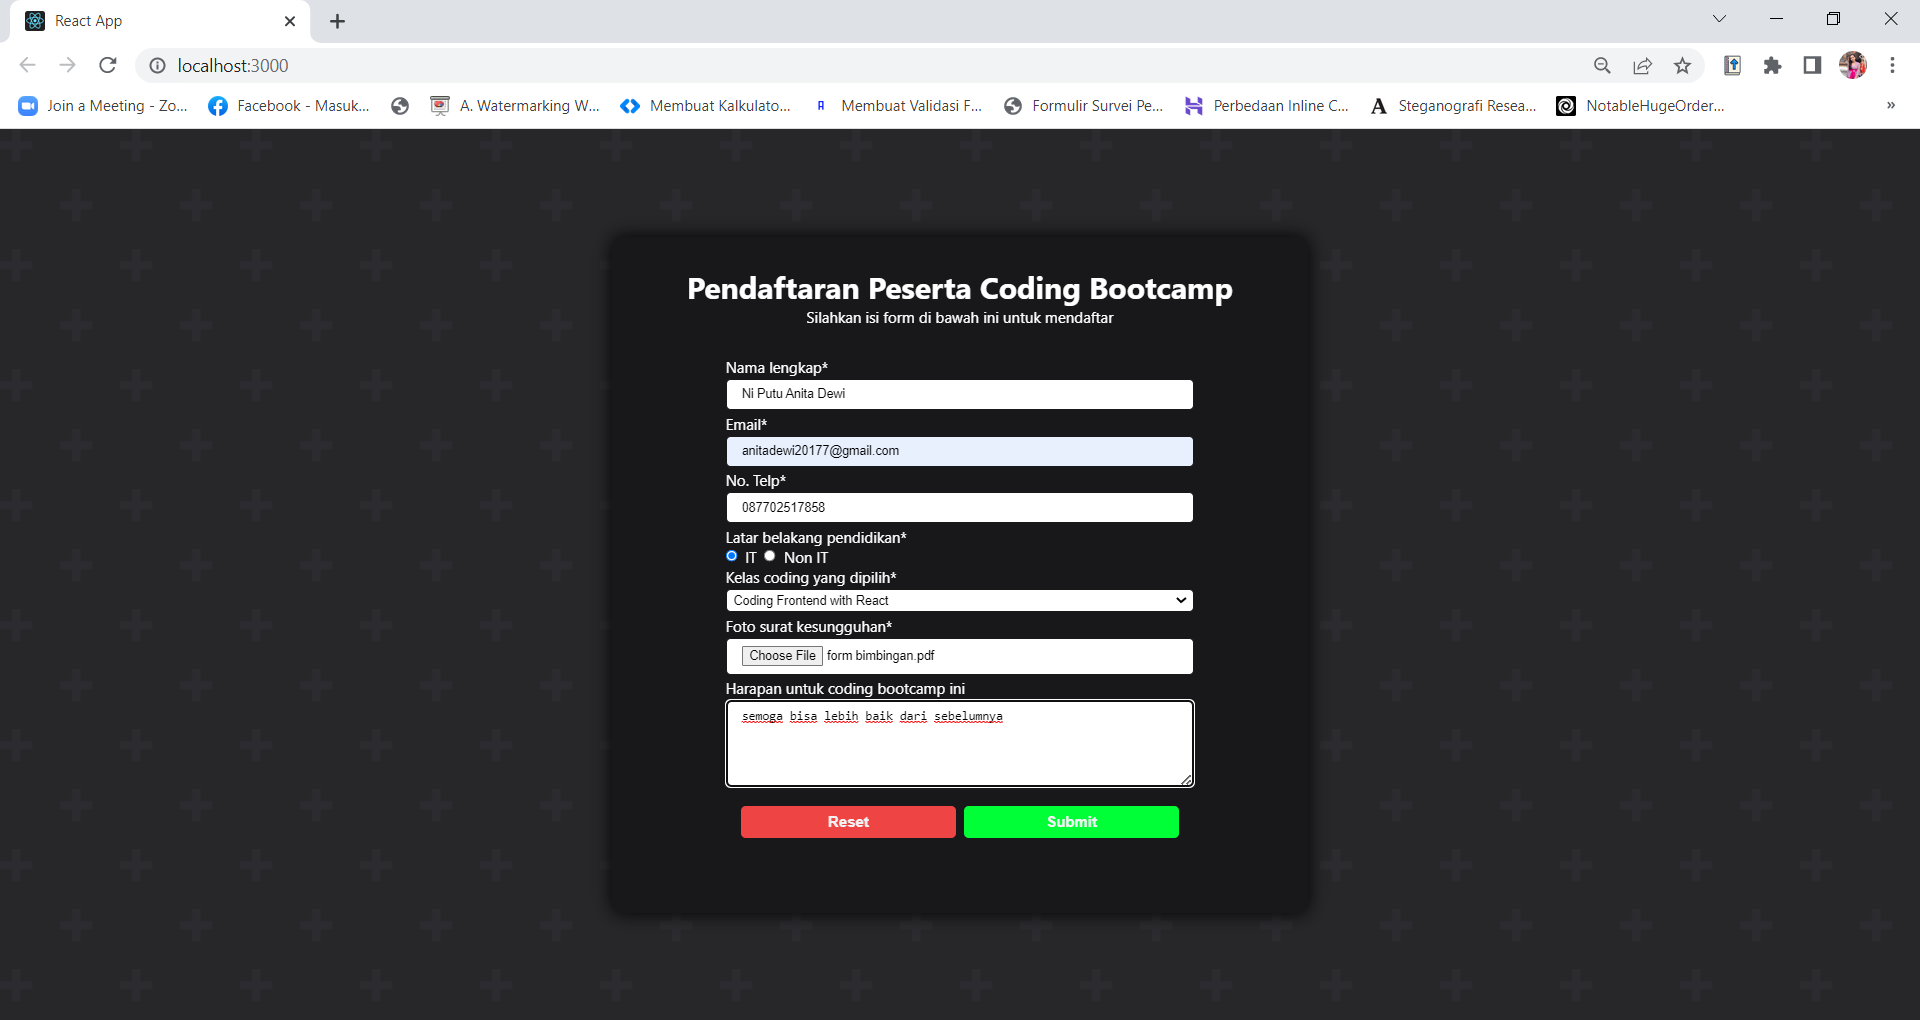 React App
localhost:3000
Join a Meeting - Zo... Facebook - Masuk... A. Watermarking W... Membuat Kalkulato... Membuat Validasi F... Formulir Survei Pe... Perbedaan Inline C... Steganografi Resea... NotableHugeOrder... »
Pendaftaran Peserta Coding Bootcamp
Silahkan isi form di bawah ini untuk mendaftar
Nama lengkap*
Ni Putu Anita Dewi
Email*
anitadewi20177@gmail.com
No. Telp*
087702517858
Latar belakang pendidikan*
IT Non IT
Kelas coding yang dipilih*
Coding Frontend with React
Foto surat kesungguhan*
Choose File form bimbingan.pdf
Harapan untuk coding bootcamp ini
semoga bisa lebih baik dari sebelumnya
Reset Submit